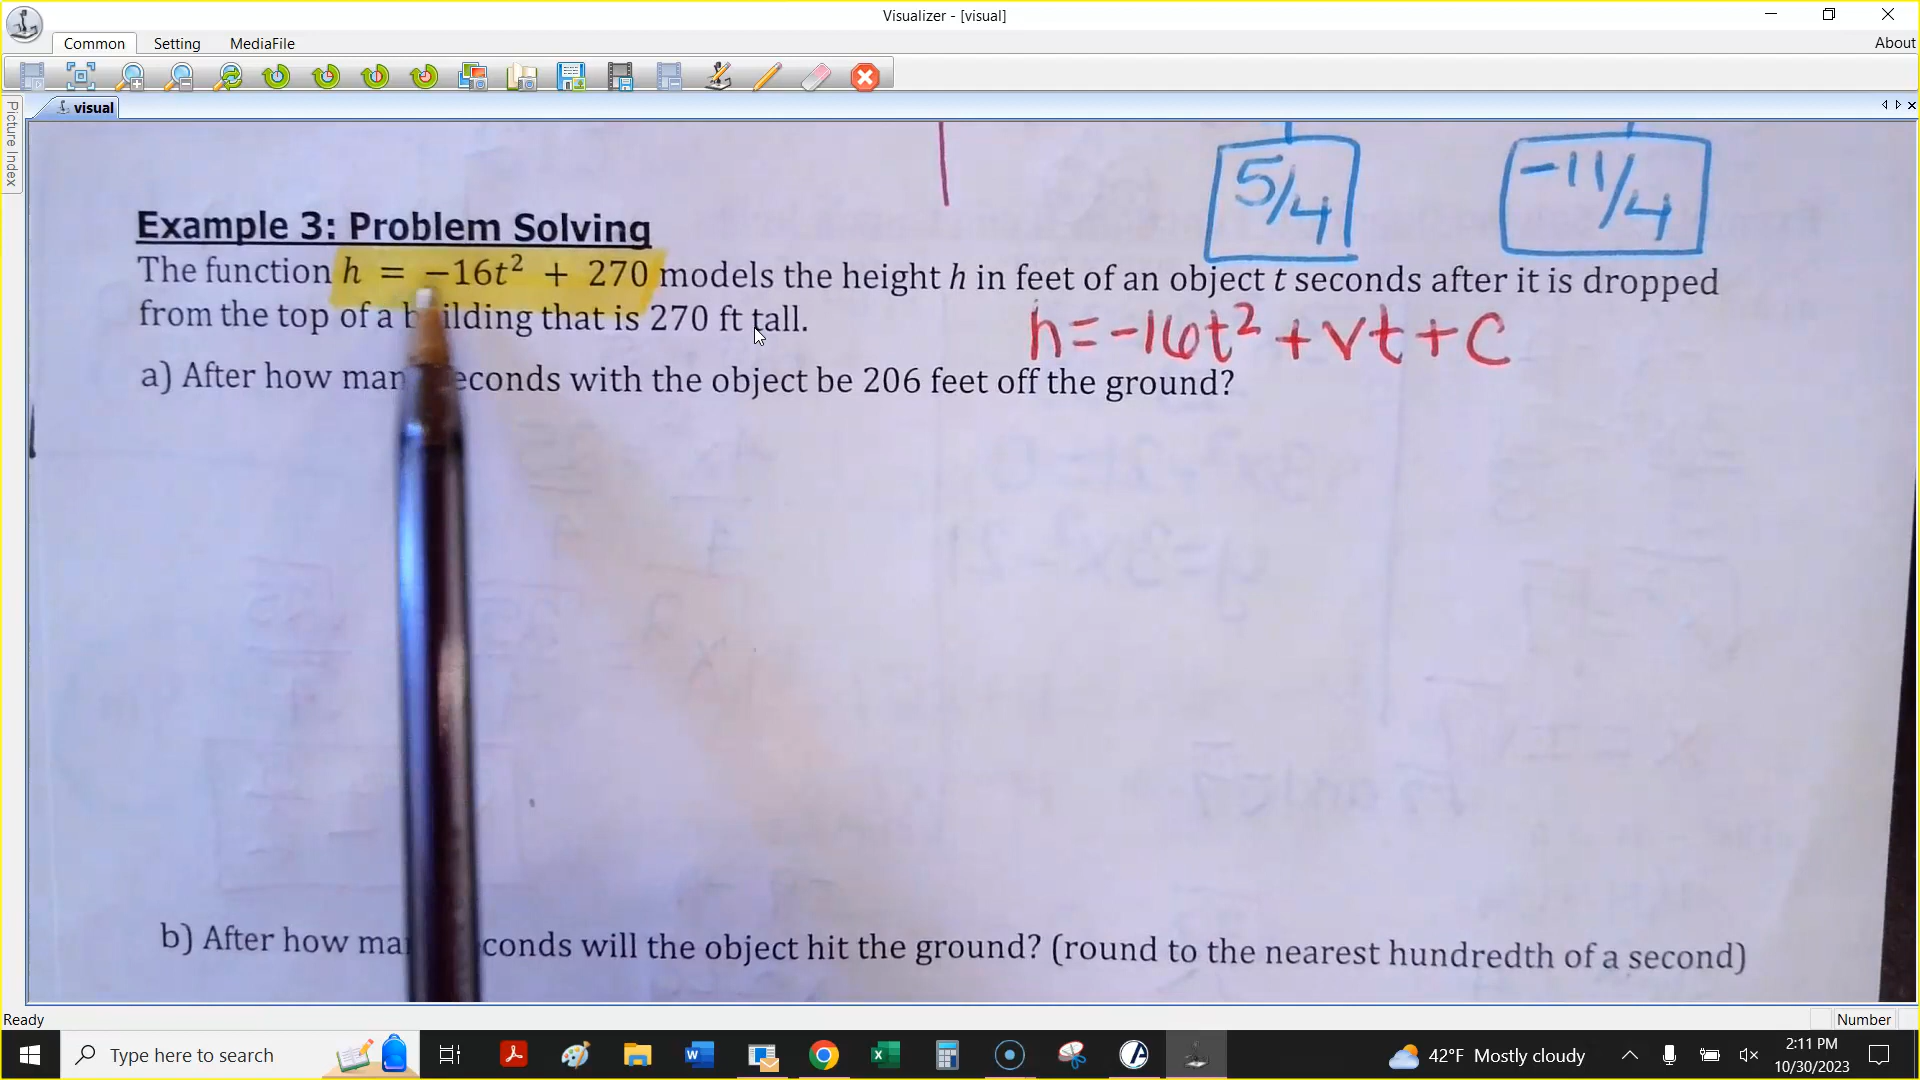 Visualizer - [visual]
Common Setting MediaFile
About
Picture Index
visual
5/4
-11/4
Example 3: Problem Solving
The function h = −16t² + 270 models the height h in feet of an object t seconds after it is dropped
from the top of a building that is 270 ft tall.
h=-16t²+vt+c
a) After how man econds with the object be 206 feet off the ground?
b) After how ma conds will the object hit the ground? (round to the nearest hundredth of a second)
Ready
Number
Type here to search
42°F Mostly cloudy
2:11 PM
10/30/2023